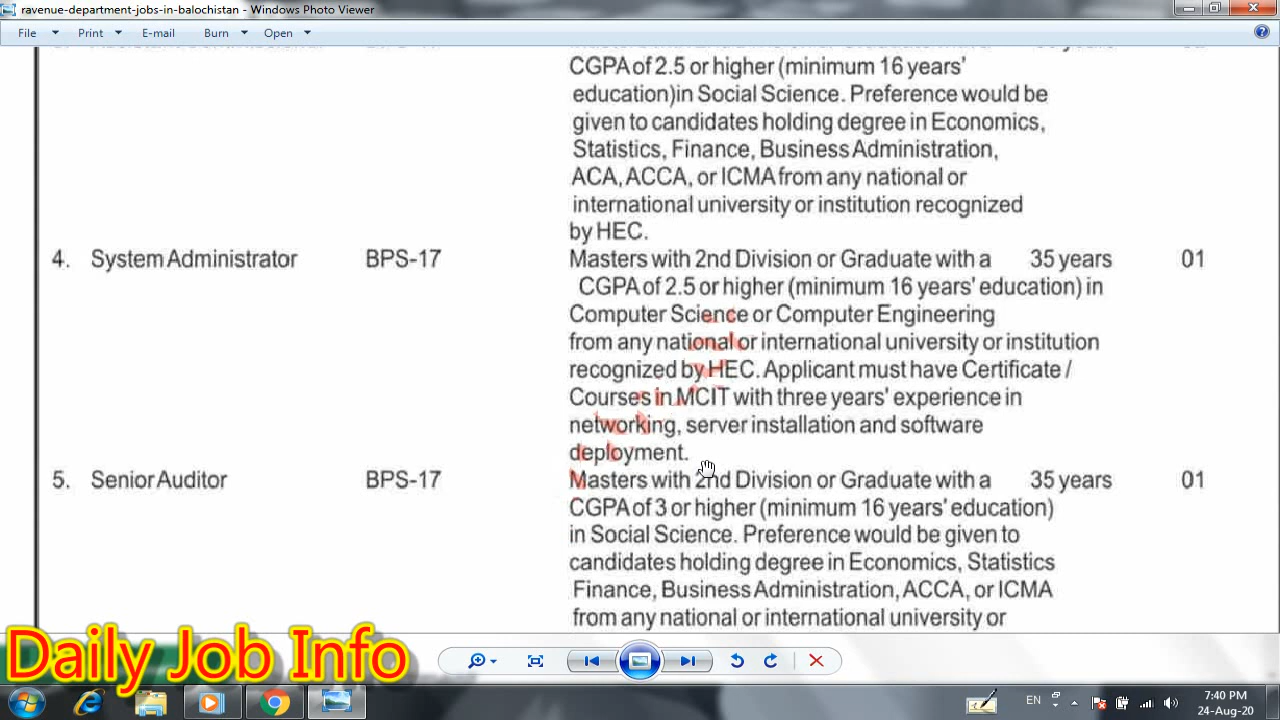 ravenue-department-jobs-in-balochistan - Windows Photo Viewer
File Print E-mail Burn Open
CGPA of 2.5 or higher (minimum 16 years'
education)in Social Science. Preference would be
given to candidates holding degree in Economics,
Statistics, Finance, Business Administration,
ACA, ACCA, or ICMA from any national or
international university or institution recognized
by HEC.
4. System Administrator BPS-17 Masters with 2nd Division or Graduate with a 35 years 01
CGPA of 2.5 or higher (minimum 16 years' education) in
Computer Science or Computer Engineering
from any national or international university or institution
recognized by HEC. Applicant must have Certificate /
Courses in MCIT with three years' experience in
networking, server installation and software
deployment.
5. Senior Auditor BPS-17 Masters with 2nd Division or Graduate with a 35 years 01
CGPA of 3 or higher (minimum 16 years' education)
in Social Science. Preference would be given to
candidates holding degree in Economics, Statistics
Finance, Business Administration, ACCA, or ICMA
from any national or international university or
Daily Job Info
EN
7:40 PM
24-Aug-20